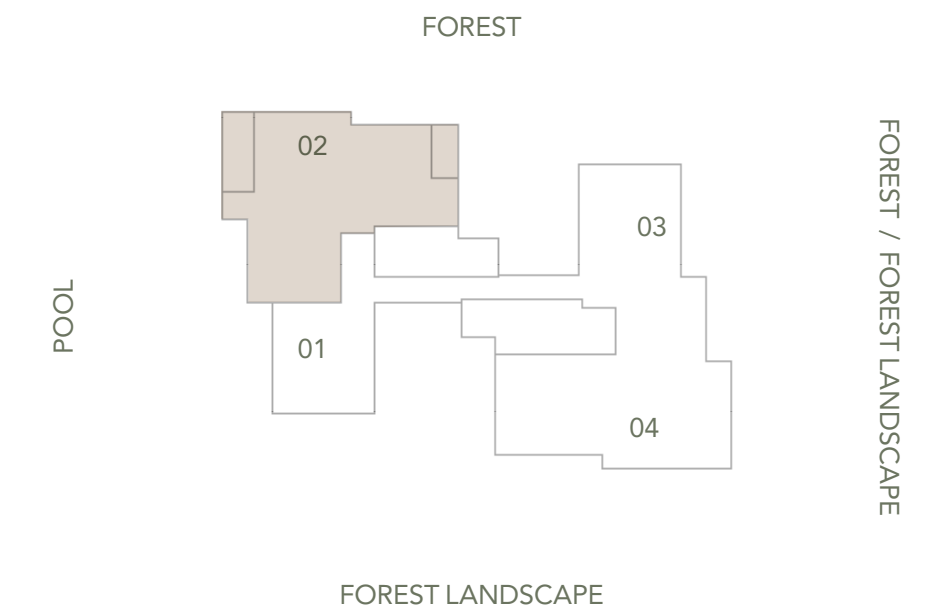 FOREST
02
03
FOREST / FOREST LANDSCAPE
POOL
01
04
FOREST LANDSCAPE